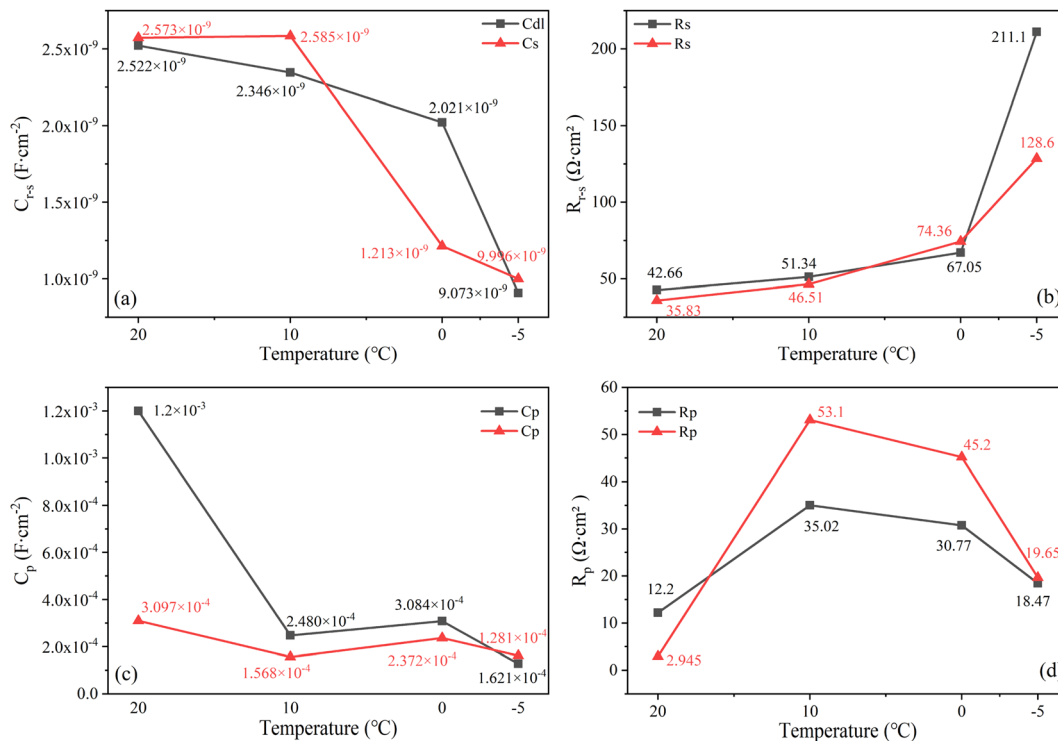 Cdl
Cs
2.573×10⁻⁹
2.585×10⁻⁹
2.5x10⁻⁹
2.522×10⁻⁹
2.346×10⁻⁹
2.021×10⁻⁹
2.0x10⁻⁹
1.5x10⁻⁹
1.213×10⁻⁹
9.996×10⁻⁹
1.0x10⁻⁹
9.073×10⁻⁹
(a)
C r-s (F·cm⁻²)
20
10
0
-5
Temperature (℃)
Rs
Rs
200
211.1
150
128.6
100
74.36
50
42.66
51.34
67.05
35.83
46.51
(b)
R r-s (Ω·cm²)
20
10
0
-5
Temperature (℃)
Cp
Cp
1.2x10⁻³
1.2×10⁻³
1.0x10⁻³
8.0x10⁻⁴
6.0x10⁻⁴
4.0x10⁻⁴
3.097×10⁻⁴
2.480×10⁻⁴
3.084×10⁻⁴
2.0x10⁻⁴
1.281×10⁻⁴
1.568×10⁻⁴
2.372×10⁻⁴
1.621×10⁻⁴
0.0
(c)
Cp (F·cm⁻²)
20
10
0
-5
Temperature (℃)
Rp
Rp
60
53.1
50
45.2
40
35.02
30
30.77
20
19.65
18.47
12.2
10
2.945
0
(d)
Rp (Ω·cm²)
20
10
0
-5
Temperature (℃)